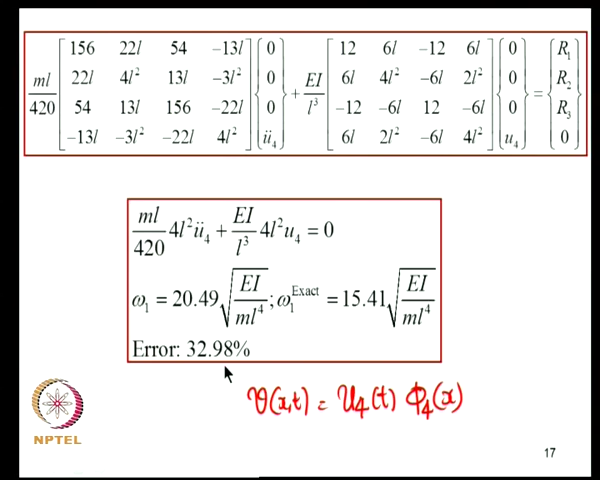 ml/420 [156 22l 54 –13l; 22l 4l² 13l –3l²; 54 13l 156 –22l; –13l –3l² –22l 4l²] {0; 0; 0; ü₄} + EI/l³ [12 6l –12 6l; 6l 4l² –6l 2l²; –12 –6l 12 –6l; 6l 2l² –6l 4l²] {0; 0; 0; u₄} = {R₁; R₂; R₃; 0}
ml/420 4l²ü₄ + EI/l³ 4l²u₄ = 0
ω₁ = 20.49 √(EI/ml⁴); ω₁^Exact = 15.41 √(EI/ml⁴)
Error: 32.98%
v(x,t) = u₄(t) ϕ₄(x)
NPTEL
17